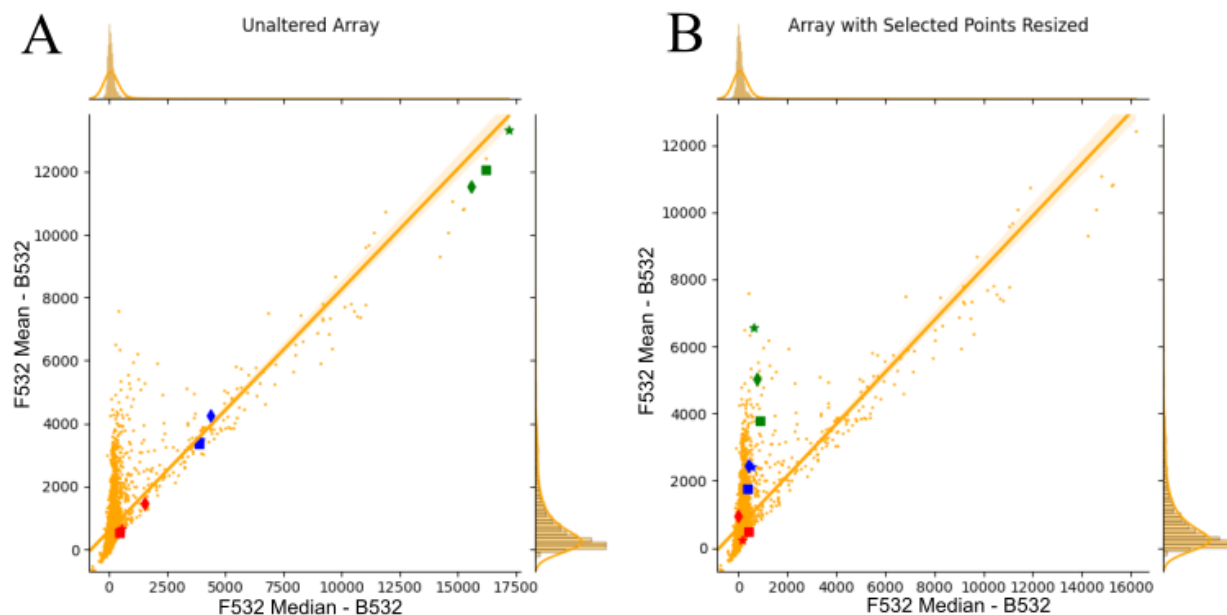 A
Unaltered Array
12000
10000
8000
6000
4000
2000
0
F532 Mean - B532
0 2500 5000 7500 10000 12500 15000 17500
F532 Median - B532
B
Array with Selected Points Resized
12000
10000
8000
6000
4000
2000
0
F532 Mean - B532
0 2000 4000 6000 8000 10000 12000 14000 16000
F532 Median - B532